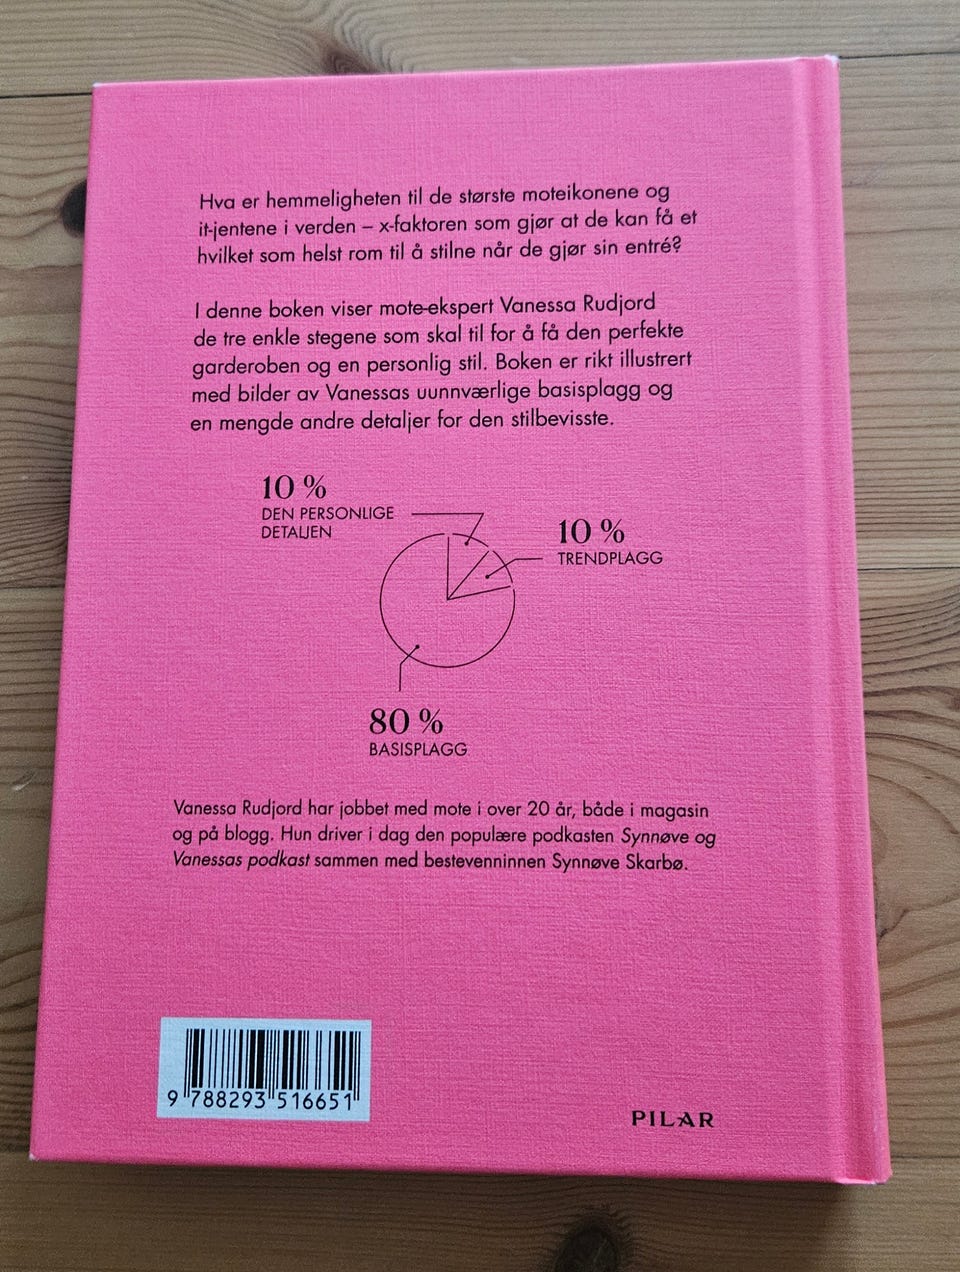 Hva er hemmeligheten til de største moteikonene og
it-jentene i verden – x-faktoren som gjør at de kan få et
hvilket som helst rom til å stilne når de gjør sin entré?
I denne boken viser mote-ekspert Vanessa Rudjord
de tre enkle stegene som skal til for å få den perfekte
garderoben og en personlig stil. Boken er rikt illustrert
med bilder av Vanessas uunnværlige basisplagg og
en mengde andre detaljer for den stilbevisste.
10 %
DEN PERSONLIGE
DETALJEN
10 %
TRENDPLAGG
80 %
BASISPLAGG
Vanessa Rudjord har jobbet med mote i over 20 år, både i magasin
og på blogg. Hun driver i dag den populære podkasten Synnøve og
Vanessas podkast sammen med bestevenninnen Synnøve Skarbø.
9 788293 516651
PILAR